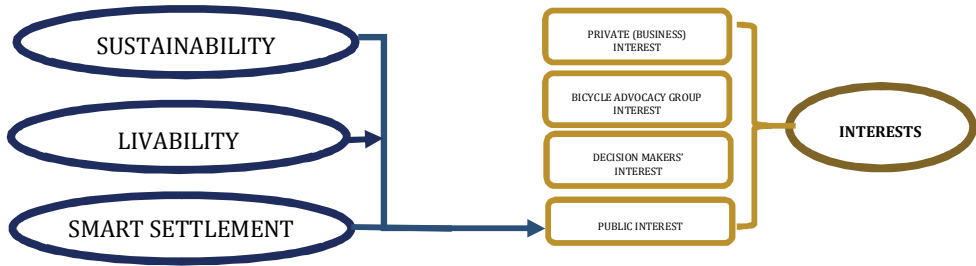 SUSTAINABILITY
LIVABILITY
SMART SETTLEMENT
PRIVATE (BUSINESS)
INTEREST
BICYCLE ADVOCACY GROUP
INTEREST
DECISION MAKERS'
INTEREST
PUBLIC INTEREST
INTERESTS